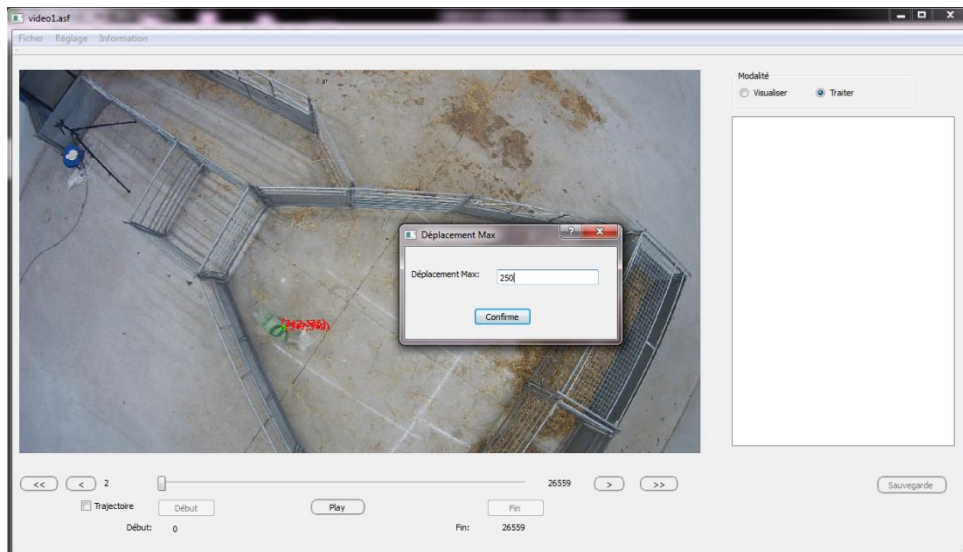 video1.asf
Ficher Réglage Information
Modalité
Visualiser Traiter
Déplacement Max
Déplacement Max: 250
Confirme
<< < 2 26559 > >>
Sauvegarde
Trajectoire Début Play Fin
Début: 0 Fin: 26559